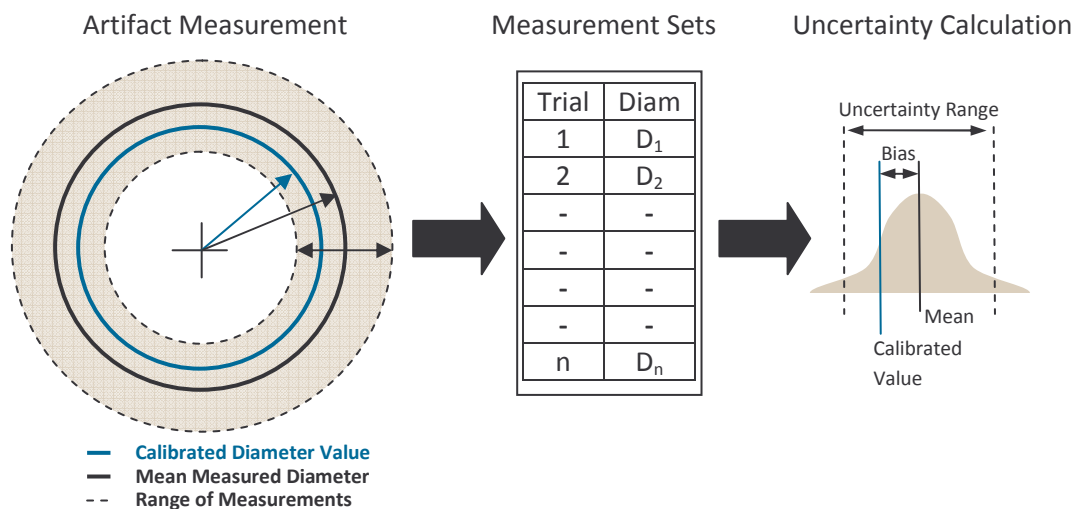 Artifact Measurement
Measurement Sets
Uncertainty Calculation
Trial Diam
1 D₁
2 D₂
- -
- -
- -
- -
n Dₙ
Uncertainty Range
Bias
Mean
Calibrated
Value
Calibrated Diameter Value
Mean Measured Diameter
Range of Measurements